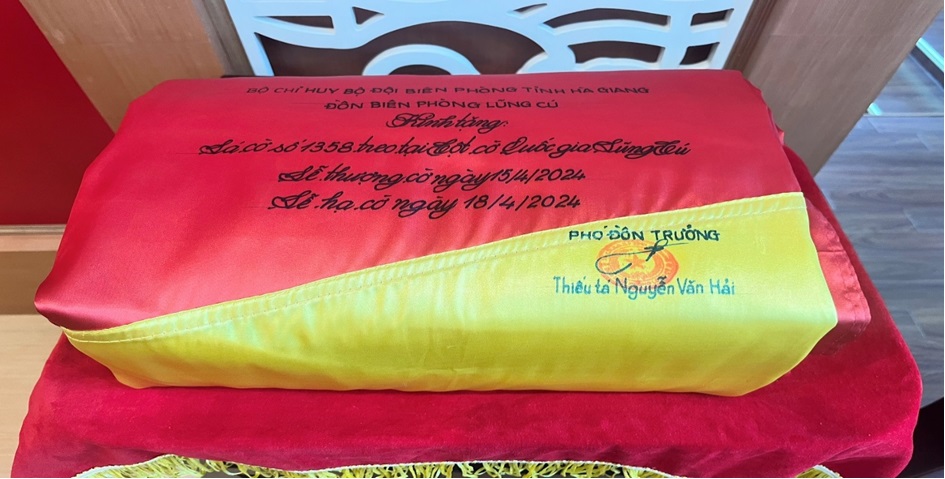 BỘ CHỈ HUY BỘ ĐỘI BIÊN PHÒNG TỈNH HÀ GIANG
ĐỒN BIÊN PHÒNG LŨNG CÚ
Kính tặng:
Lá cờ số 1358 treo tại Cột cờ Quốc gia Lũng Cú
Lễ thượng cờ ngày 15/4/2024
Lễ hạ cờ ngày 18/4/2024
PHÓ ĐỒN TRƯỞNG
Thiếu tá Nguyễn Văn Hải